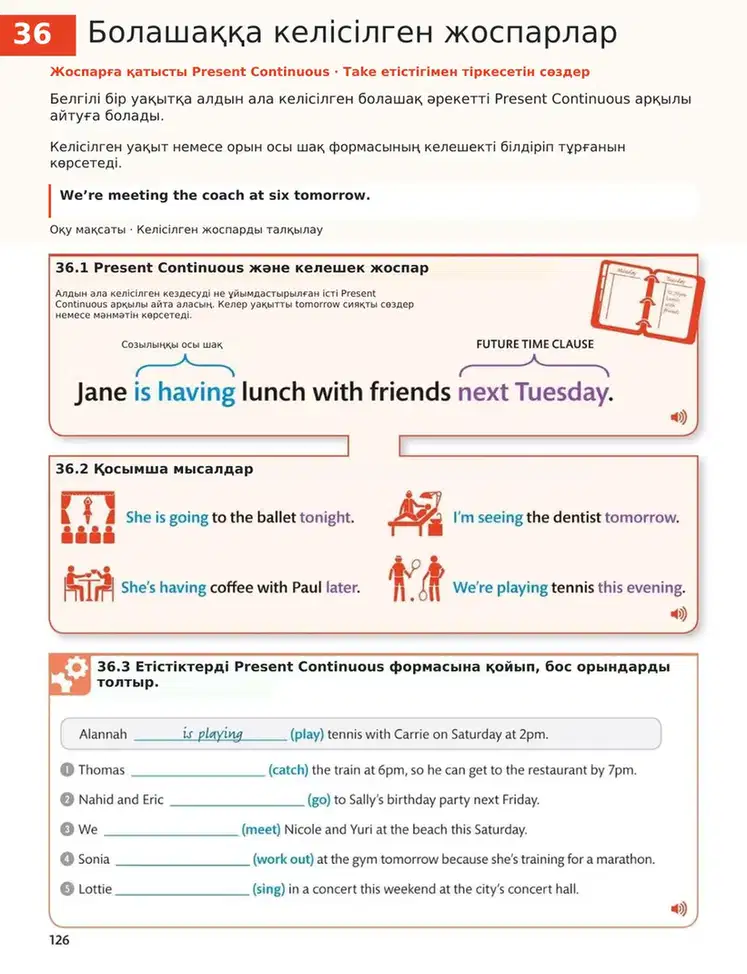 36 Болашаққа келісілген жоспарлар
Жоспарға қатысты Present Continuous · Take етістігімен тіркесетін сөздер
Белгілі бір уақытқа алдын ала келісілген болашақ әрекетті Present Continuous арқылы
айтуға болады.
Келісілген уақыт немесе орын осы шақ формасының келешекті білдіріп тұрғанын
көрсетеді.
We’re meeting the coach at six tomorrow.
Оқу мақсаты · Келісілген жоспарды талқылау
36.1 Present Continuous және келешек жоспар
Алдын ала келісілген кездесуді не ұйымдастырылған істі Present
Continuous арқылы айта аласың. Келер уақытты tomorrow сияқты сөздер
немесе мәнмәтін көрсетеді.
Monday
Tuesday
Созылыңқы осы шақ
FUTURE TIME CLAUSE
Jane is having lunch with friends next Tuesday.
36.2 Қосымша мысалдар
She is going to the ballet tonight.
I’m seeing the dentist tomorrow.
She’s having coffee with Paul later.
We’re playing tennis this evening.
36.3 Етістіктерді Present Continuous формасына қойып, бос орындарды
толтыр.
Alannah is playing (play) tennis with Carrie on Saturday at 2pm.
1 Thomas (catch) the train at 6pm, so he can get to the restaurant by 7pm.
2 Nahid and Eric (go) to Sally’s birthday party next Friday.
3 We (meet) Nicole and Yuri at the beach this Saturday.
4 Sonia (work out) at the gym tomorrow because she’s training for a marathon.
5 Lottie (sing) in a concert this weekend at the city’s concert hall.
126